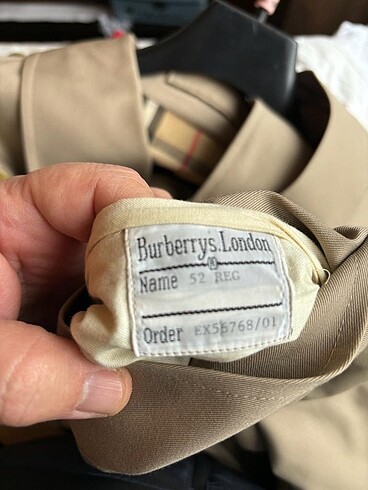 Burberrys. London
®
Name 52 REG
Order EX56768/01